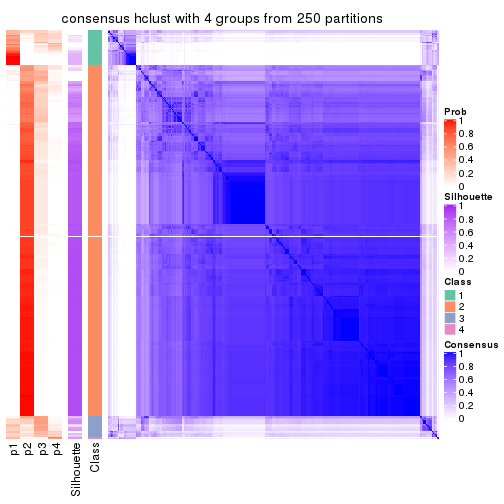 consensus hclust with 4 groups from 250 partitions
Prob
1
0.8
0.6
0.4
0.2
0
Silhouette
1
0.8
0.6
0.4
0.2
0
Class
1
2
3
4
Consensus
1
0.8
0.6
0.4
0.2
0
p1
p2
p3
p4
Silhouette
Class